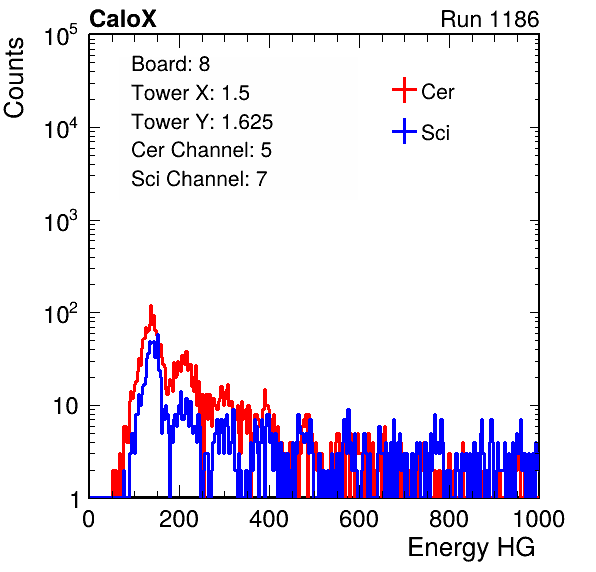 CaloX Run 1186
Counts
10^5
10^4
10^3
10^2
10
1
Board: 8
Tower X: 1.5
Tower Y: 1.625
Cer Channel: 5
Sci Channel: 7
Cer
Sci
0 200 400 600 800 1000
Energy HG